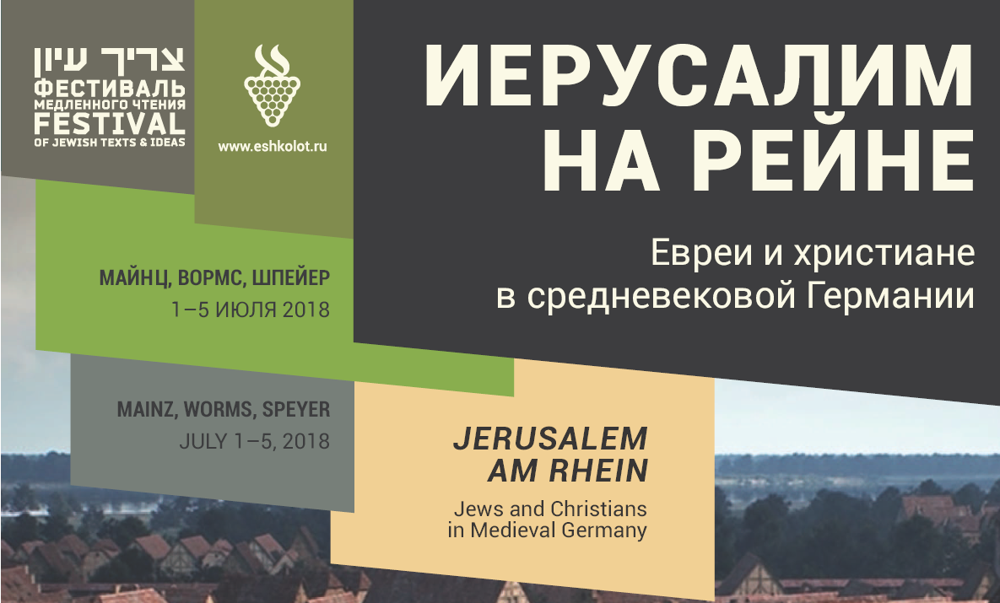 צריך עיון
ФЕСТИВАЛЬ
МЕДЛЕННОГО ЧТЕНИЯ
FESTIVAL
OF JEWISH TEXTS & IDEAS
www.eshkolot.ru
ИЕРУСАЛИМ
НА РЕЙНЕ
Евреи и христиане
в средневековой Германии
МАЙНЦ, ВОРМС, ШПЕЙЕР
1–5 ИЮЛЯ 2018
MAINZ, WORMS, SPEYER
JULY 1–5, 2018
JERUSALEM
AM RHEIN
Jews and Christians
in Medieval Germany